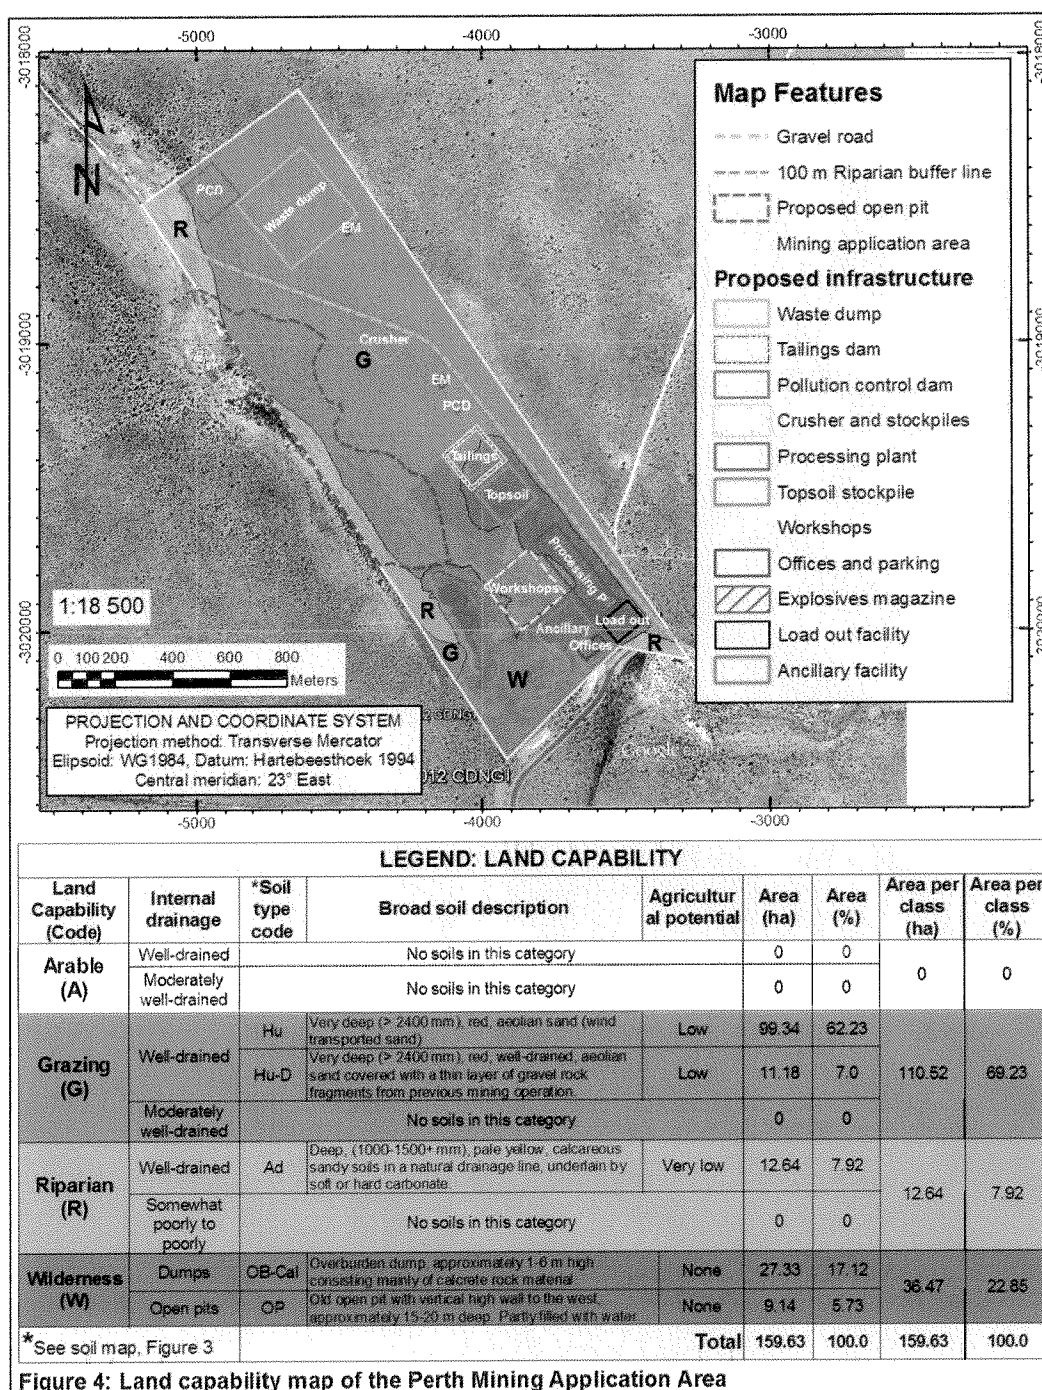 -5000 -4000 -3000
-3018000 -3018000
-3019000 -3019000
-3020000 -3020000
N
PCD
Waste dump
EM
R
Crusher
G
EM
PCD
Tailings
Topsoil
Processing P
Workshops
Load out
Ancillary
Offices
R
R
G
W
1:18 500
0 100 200 400 600 800
Meters
PROJECTION AND COORDINATE SYSTEM
Projection method: Transverse Mercator
Elipsoid: WG1984, Datum: Hartebeesthoek 1994
Central meridian: 23° East
12 CDNGI
012 CDNGI
-5000 -4000 -3000
Map Features
Gravel road
100 m Riparian buffer line
Proposed open pit
Mining application area
Proposed infrastructure
Waste dump
Tailings dam
Pollution control dam
Crusher and stockpiles
Processing plant
Topsoil stockpile
Workshops
Offices and parking
Explosives magazine
Load out facility
Ancillary facility
LEGEND: LAND CAPABILITY
Land Capability (Code) Internal drainage *Soil type code Broad soil description Agricultur al potential Area (ha) Area (%) Area per class (ha) Area per class (%)
Arable (A) Well-drained No soils in this category 0 0 0 0
Moderately well-drained No soils in this category 0 0
Grazing (G) Well-drained Hu Very deep (> 2400 mm), red, aeolian sand (wind transported sand) Low 99.34 62.23 110.52 69.23
Hu-D Very deep (> 2400 mm), red, well-drained, aeolian sand covered with a thin layer of gravel rock fragments from previous mining operation. Low 11.18 7.0
Moderately well-drained No soils in this category 0 0
Riparian (R) Well-drained Ad Deep, (1000-1500+ mm), pale yellow, calcareous sandy soils in a natural drainage line, underlain by soft or hard carbonate. Very low 12.64 7.92 12.64 7.92
Somewhat poorly to poorly No soils in this category 0 0
Wilderness (W) Dumps OB-Cal Overburden dump, approximately 1-6 m high consisting mainly of calcrete rock material None 27.33 17.12 36.47 22.85
Open pits OP Old open pit with vertical high wall to the west, approximately 15-20 m deep. Partly filled with water. None 9.14 5.73
*See soil map, Figure 3 Total 159.63 100.0 159.63 100.0
Figure 4: Land capability map of the Perth Mining Application Area